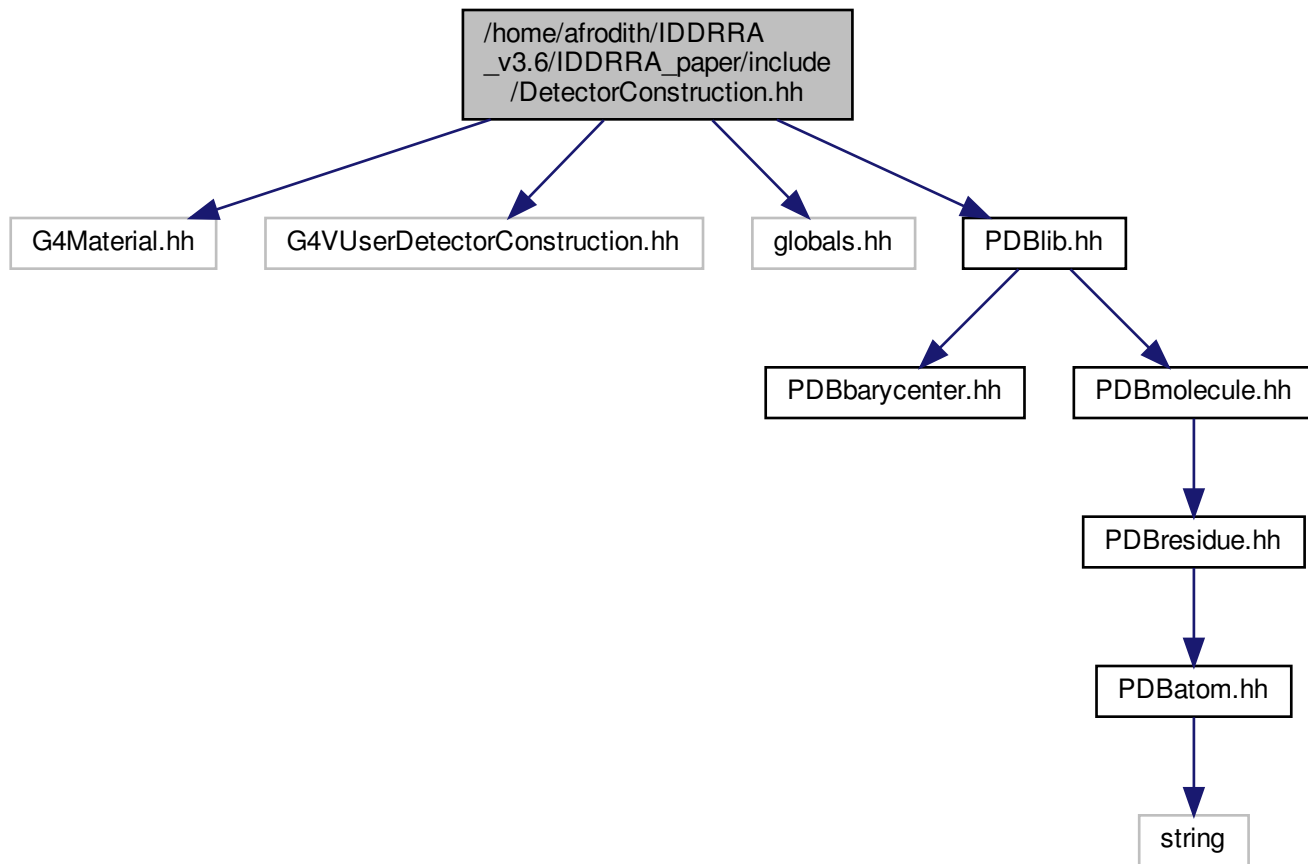 /home/afrodith/IDDRRA
_v3.6/IDDRRA_paper/include
/DetectorConstruction.hh
G4Material.hh
G4VUserDetectorConstruction.hh
globals.hh
PDBlib.hh
PDBbarycenter.hh
PDBmolecule.hh
PDBresidue.hh
PDBatom.hh
string